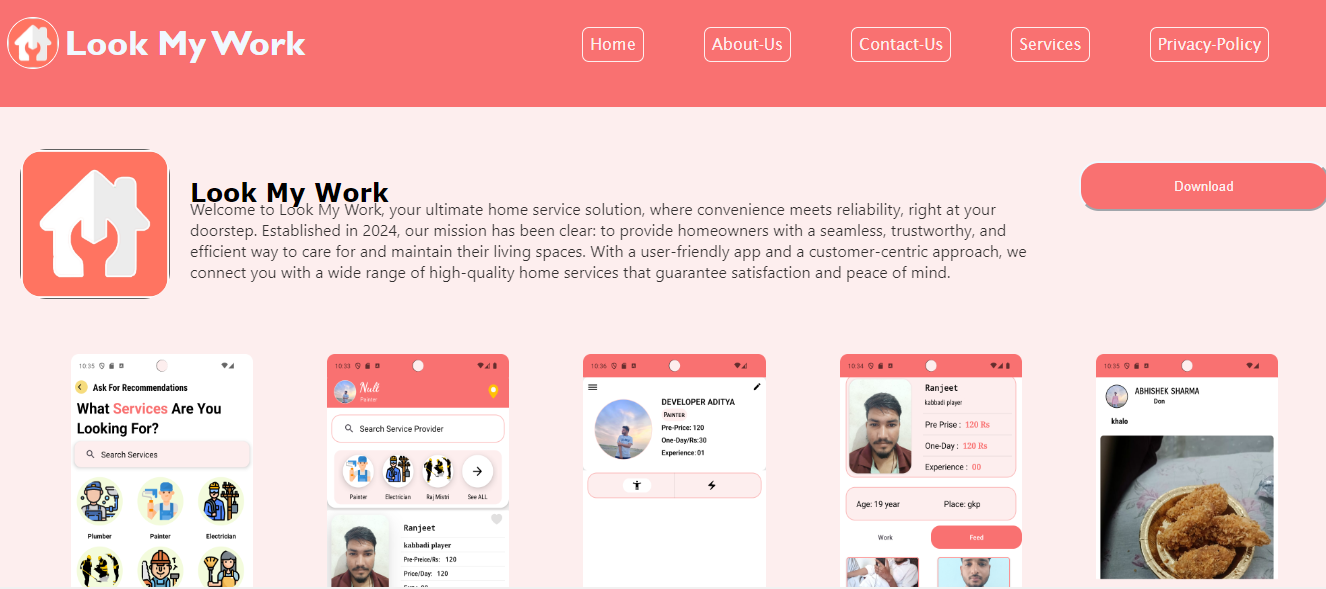 Look My Work
Home
About-Us
Contact-Us
Services
Privacy-Policy
Look My Work
Welcome to Look My Work, your ultimate home service solution, where convenience meets reliability, right at your
doorstep. Established in 2024, our mission has been clear: to provide homeowners with a seamless, trustworthy, and
efficient way to care for and maintain their living spaces. With a user-friendly app and a customer-centric approach, we
connect you with a wide range of high-quality home services that guarantee satisfaction and peace of mind.
Download
10:35
Ask For Recommendations
What Services Are You
Looking For?
Search Services
Plumber
Painter
Electrician
10:33
Null
Painter
Search Service Provider
Painter
Electrician
Raj Mistri
See ALL
Ranjeet
kabbadi player
Pre-Preice/Rs: 120
Price/Day: 120
10:36
DEVELOPER ADITYA
PAINTER
Pre-Price: 120
One-Day/Rs:30
Experience: 01
10:34
Ranjeet
kabbadi player
Pre Prise : 120 Rs
One-Day : 120 Rs
Experience : 00
Age: 19 year
Place: gkp
Work
Feed
10:35
ABHISHEK SHARMA
Don
khalo